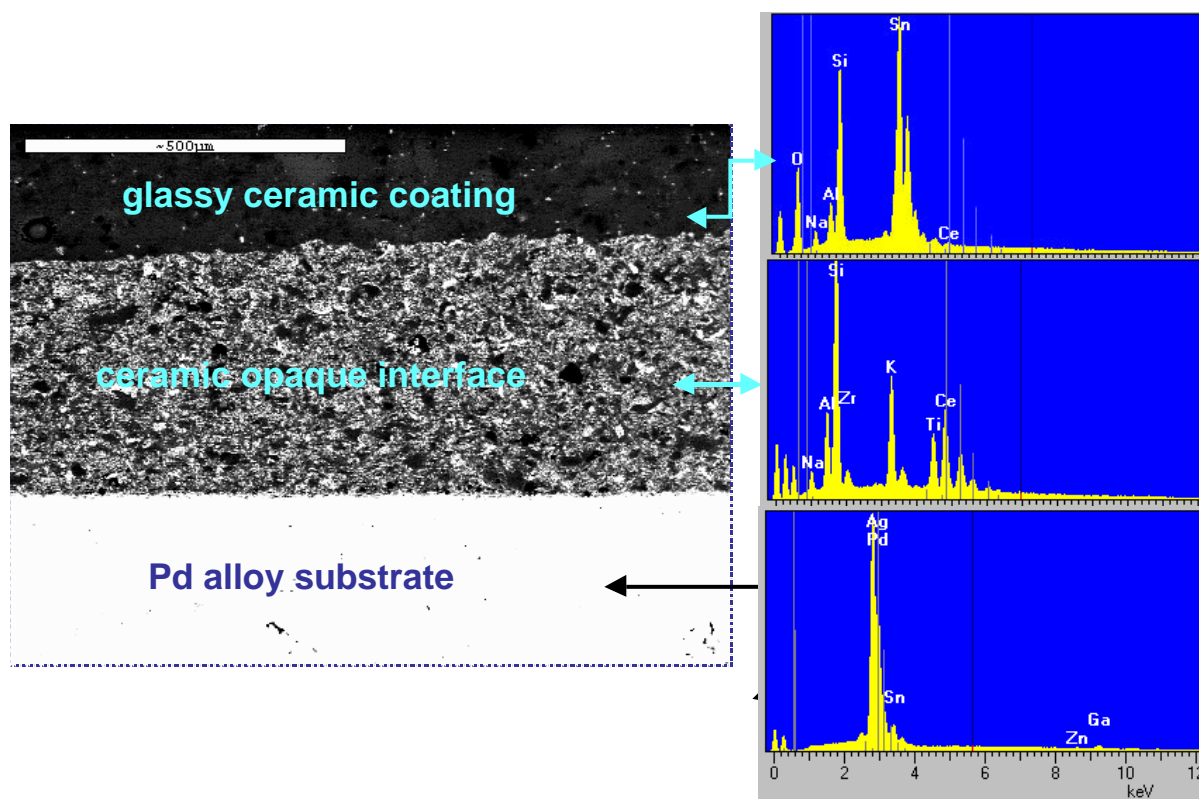 ~500µm
glassy ceramic coating
ceramic opaque interface
Pd alloy substrate
Sn
Si
O
Al
Na
Ce
Si
K
Al
Zr
Ce
Ti
Na
Ag
Pd
Sn
Ga
Zn
0 2 4 6 8 10 12
keV